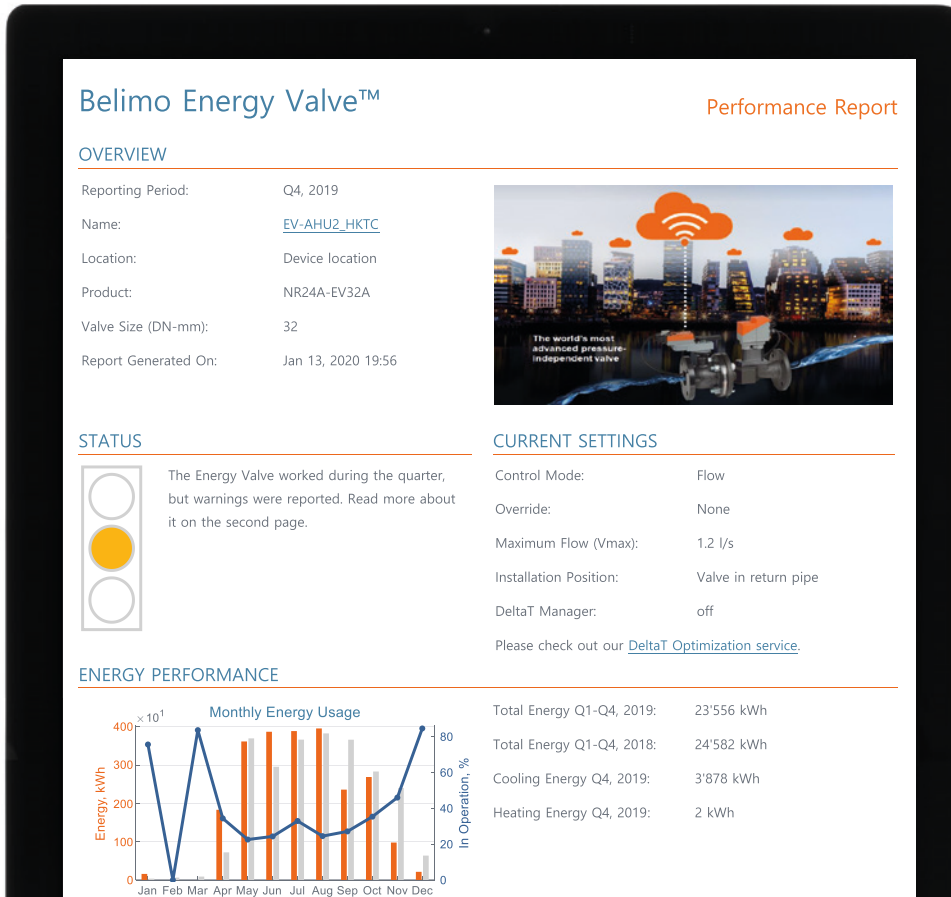 Belimo Energy Valve™
Performance Report
OVERVIEW
Reporting Period: Q4, 2019
Name: EV-AHU2_HKTC
Location: Device location
Product: NR24A-EV32A
Valve Size (DN-mm): 32
Report Generated On: Jan 13, 2020 19:56
The world's most
advanced pressure-
independent valve
STATUS
The Energy Valve worked during the quarter,
but warnings were reported. Read more about
it on the second page.
CURRENT SETTINGS
Control Mode: Flow
Override: None
Maximum Flow (Vmax): 1.2 l/s
Installation Position: Valve in return pipe
DeltaT Manager: off
Please check out our DeltaT Optimization service.
ENERGY PERFORMANCE
Monthly Energy Usage
× 10¹
400
300
200
100
0
Energy, kWh
80
60
40
20
0
In Operation, %
Jan Feb Mar Apr May Jun Jul Aug Sep Oct Nov Dec
Total Energy Q1-Q4, 2019: 23'556 kWh
Total Energy Q1-Q4, 2018: 24'582 kWh
Cooling Energy Q4, 2019: 3'878 kWh
Heating Energy Q4, 2019: 2 kWh